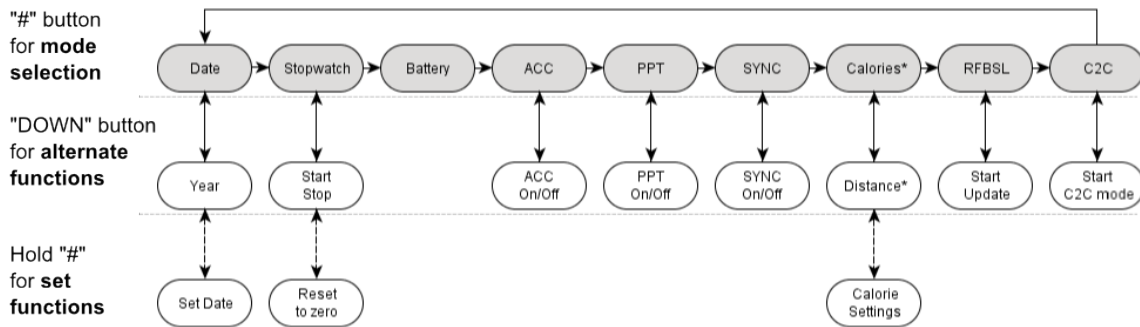 "#" button
for mode
selection
Date
Stopwatch
Battery
ACC
PPT
SYNC
Calories*
RFBSL
C2C
"DOWN" button
for alternate
functions
Year
Start
Stop
ACC
On/Off
PPT
On/Off
SYNC
On/Off
Distance*
Start
Update
Start
C2C mode
Hold "#"
for set
functions
Set Date
Reset
to zero
Calorie
Settings